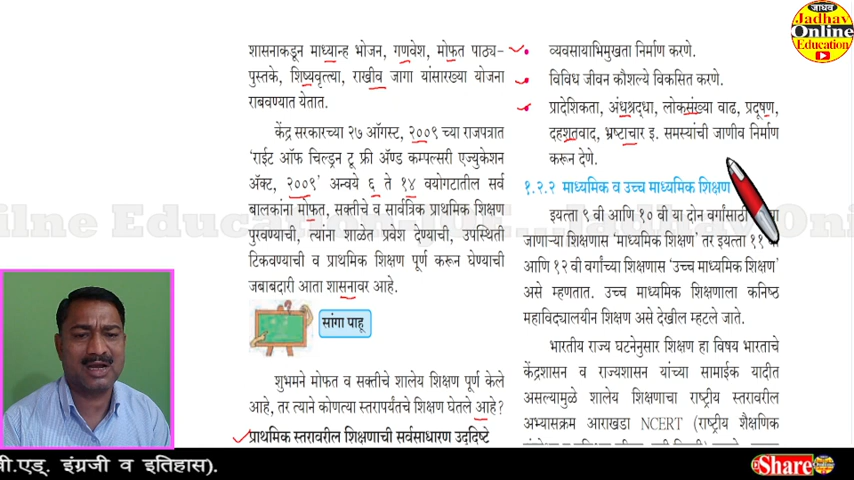 शासनाकडून माध्यान्ह भोजन, गणवेश, मोफत पाठ्य-
पुस्तके, शिष्यवृत्त्या, राखीव जागा यांसारख्या योजना
राबवण्यात येतात.
केंद्र सरकारच्या २७ ऑगस्ट, २००९ च्या राजपत्रात
'राईट ऑफ चिल्ड्रन टू फ्री अॅण्ड कम्पल्सरी एज्युकेशन
अॅक्ट, २००९' अन्वये ६ ते १४ वयोगटातील सर्व
बालकांना मोफत, सक्तीचे व सार्वत्रिक प्राथमिक शिक्षण
पुरवण्याची, त्यांना शाळेत प्रवेश देण्याची, उपस्थिती
टिकवण्याची व प्राथमिक शिक्षण पूर्ण करून घेण्याची
जबाबदारी आता शासनावर आहे.
सांगा पाहू
शुभमने मोफत व सक्तीचे शालेय शिक्षण पूर्ण केले
आहे, तर त्याने कोणत्या स्तरापर्यंतचे शिक्षण घेतले आहे?
प्राथमिक स्तरावरील शिक्षणाची सर्वसाधारण उद्दिष्टे
• व्यवसायाभिमुखता निर्माण करणे.
• विविध जीवन कौशल्ये विकसित करणे.
• प्रादेशिकता, अंधश्रद्धा, लोकसंख्या वाढ, प्रदूषण,
दहशतवाद, भ्रष्टाचार इ. समस्यांची जाणीव निर्माण
करून देणे.
१.२.२ माध्यमिक व उच्च माध्यमिक शिक्षण
इयत्ता ९ वी आणि १० वी या दोन वर्गांसाठी
जाणाऱ्या शिक्षणास 'माध्यमिक शिक्षण' तर इयत्ता ११ वी
आणि १२ वी वर्गांच्या शिक्षणास 'उच्च माध्यमिक शिक्षण'
असे म्हणतात. उच्च माध्यमिक शिक्षणाला कनिष्ठ
महाविद्यालयीन शिक्षण असे देखील म्हटले जाते.
भारतीय राज्य घटनेनुसार शिक्षण हा विषय भारताचे
केंद्रशासन व राज्यशासन यांच्या सामाईक यादीत
असल्यामुळे शालेय शिक्षणाचा राष्ट्रीय स्तरावरील
अभ्यासक्रम आराखडा NCERT (राष्ट्रीय शैक्षणिक
जाधव
Jadhav
Online
Education
वी.एड्. इंग्रजी व इतिहास).
Share